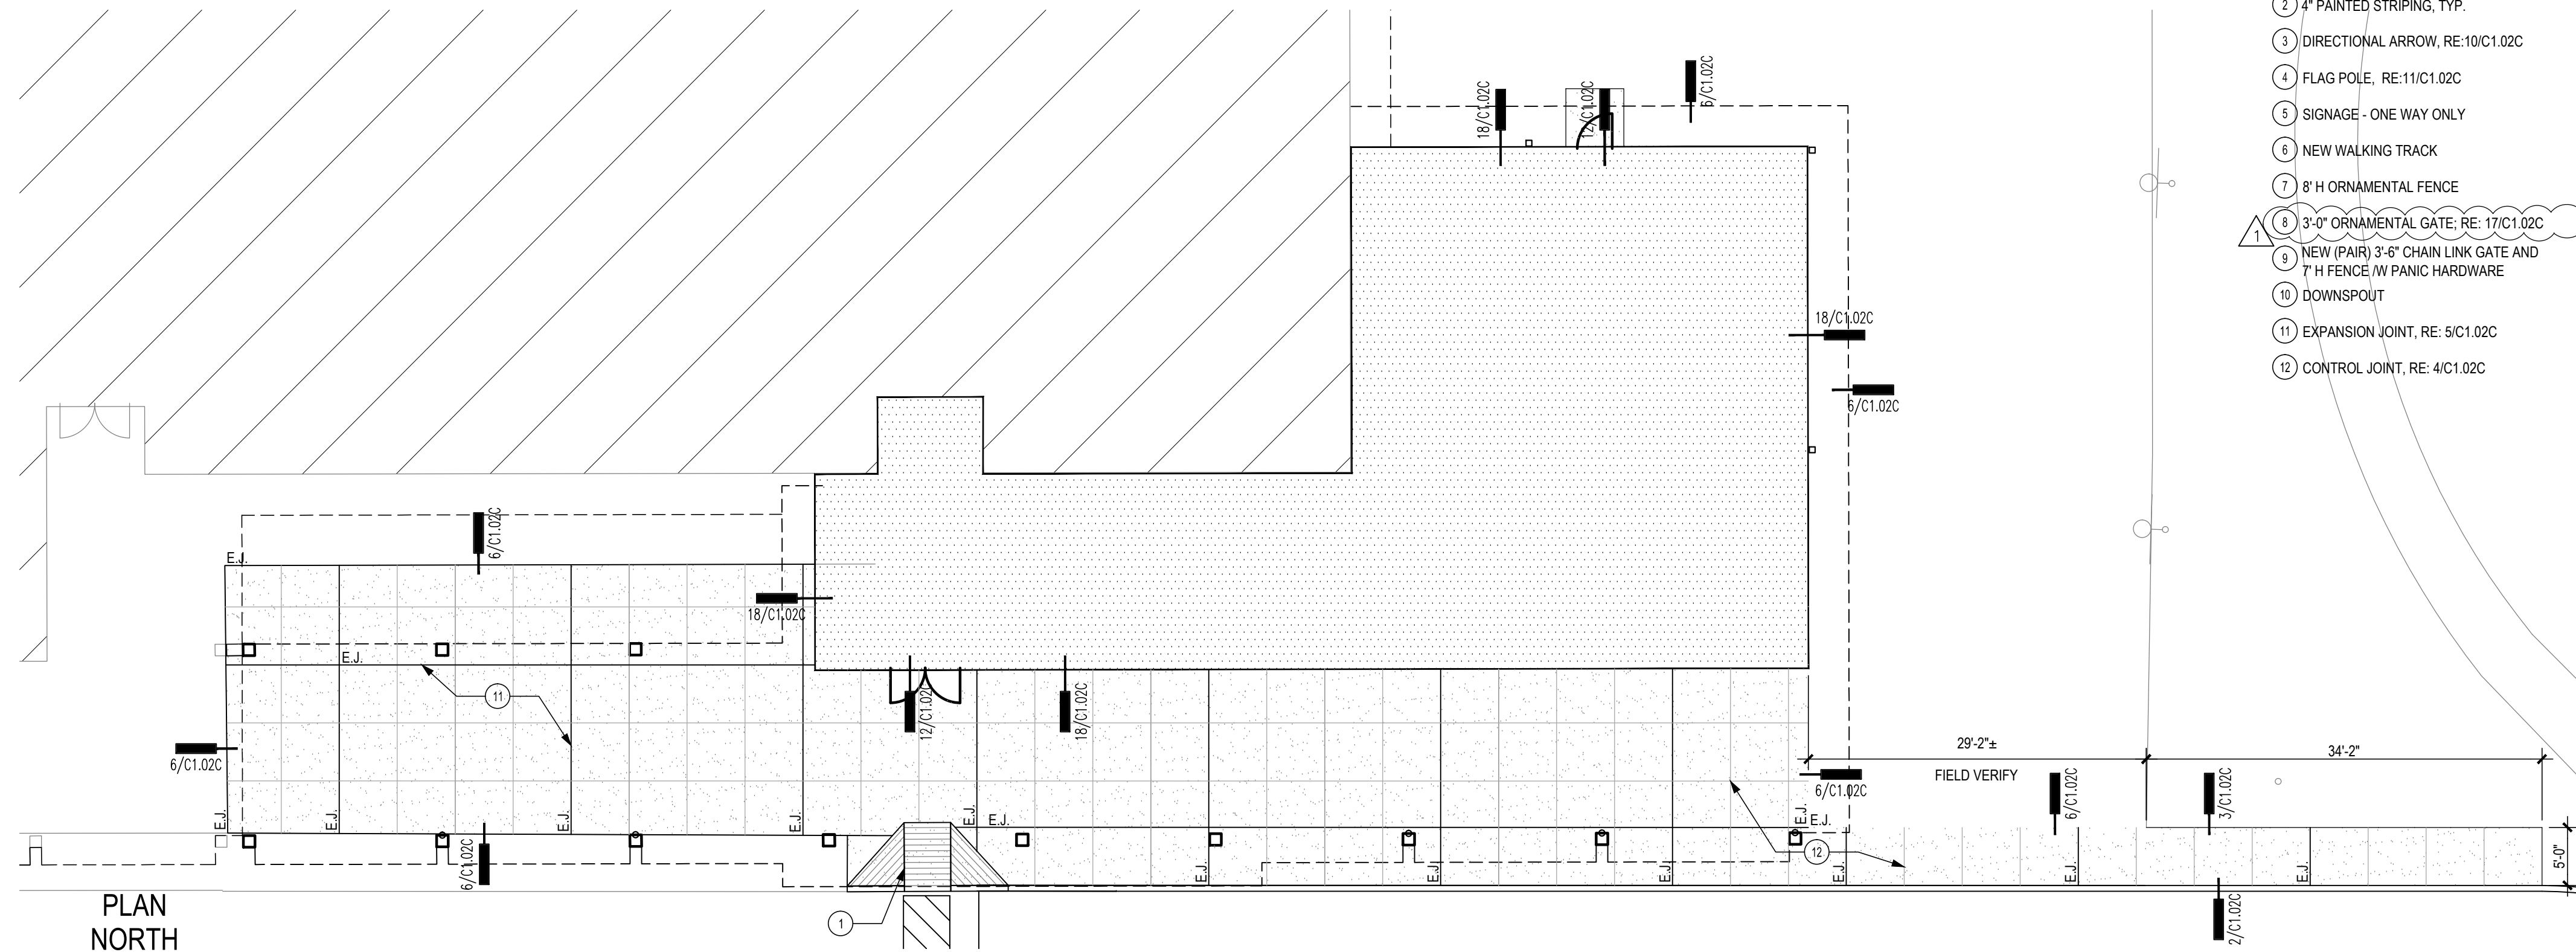 2 4" PAINTED STRIPING, TYP.
3 DIRECTIONAL ARROW, RE:10/C1.02C
4 FLAG POLE, RE:11/C1.02C
5 SIGNAGE - ONE WAY ONLY
6 NEW WALKING TRACK
7 8' H ORNAMENTAL FENCE
8 3'-0" ORNAMENTAL GATE; RE: 17/C1.02C
1
9 NEW (PAIR) 3'-6" CHAIN LINK GATE AND
7' H FENCE /W PANIC HARDWARE
10 DOWNSPOUT
11 EXPANSION JOINT, RE: 5/C1.02C
12 CONTROL JOINT, RE: 4/C1.02C
18/C1.02C
12/C1.02C
6/C1.02C
18/C1.02C
6/C1.02C
6/C1.02C
E.J.
18/C1.02C
E.J.
11
12/C1.02C
18/C1.02C
6/C1.02C
29'-2"±
FIELD VERIFY
34'-2"
6/C1.02C
6/C1.02C
3/C1.02C
E.J.
E.J.
E.J.
E.J.
E.J.
E.J.
E.J.
E.J.
12
5'-0"
6/C1.02C
E.J.
E.J.
E.J.
E.J.
E.J.
E.J.
1
2/C1.02C
PLAN
NORTH